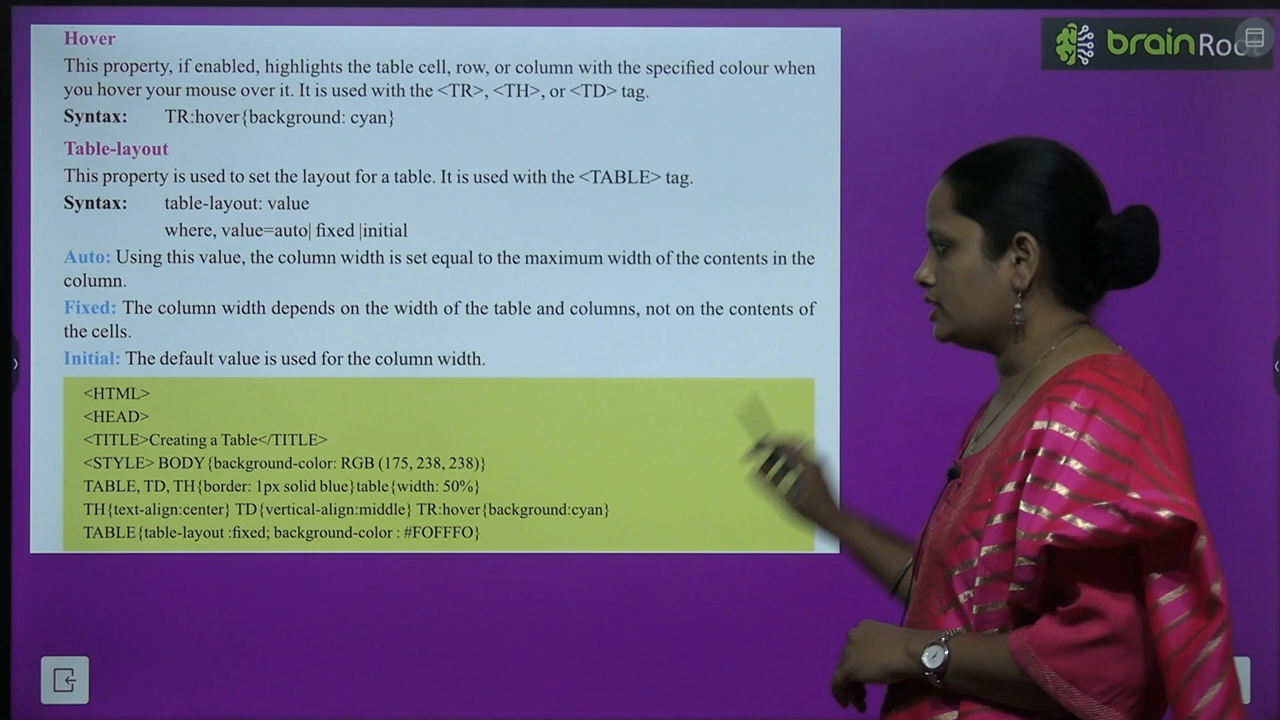 brainRoot
Hover
This property, if enabled, highlights the table cell, row, or column with the specified colour when
you hover your mouse over it. It is used with the <TR>, <TH>, or <TD> tag.
Syntax: TR:hover{background: cyan}
Table-layout
This property is used to set the layout for a table. It is used with the <TABLE> tag.
Syntax: table-layout: value
where, value=auto| fixed |initial
Auto: Using this value, the column width is set equal to the maximum width of the contents in the
column.
Fixed: The column width depends on the width of the table and columns, not on the contents of
the cells.
Initial: The default value is used for the column width.
<HTML>
<HEAD>
<TITLE>Creating a Table</TITLE>
<STYLE> BODY{background-color: RGB (175, 238, 238)}
TABLE, TD, TH{border: 1px solid blue}table{width: 50%}
TH{text-align:center} TD{vertical-align:middle} TR:hover{background:cyan}
TABLE{table-layout :fixed; background-color : #FOFFFO}